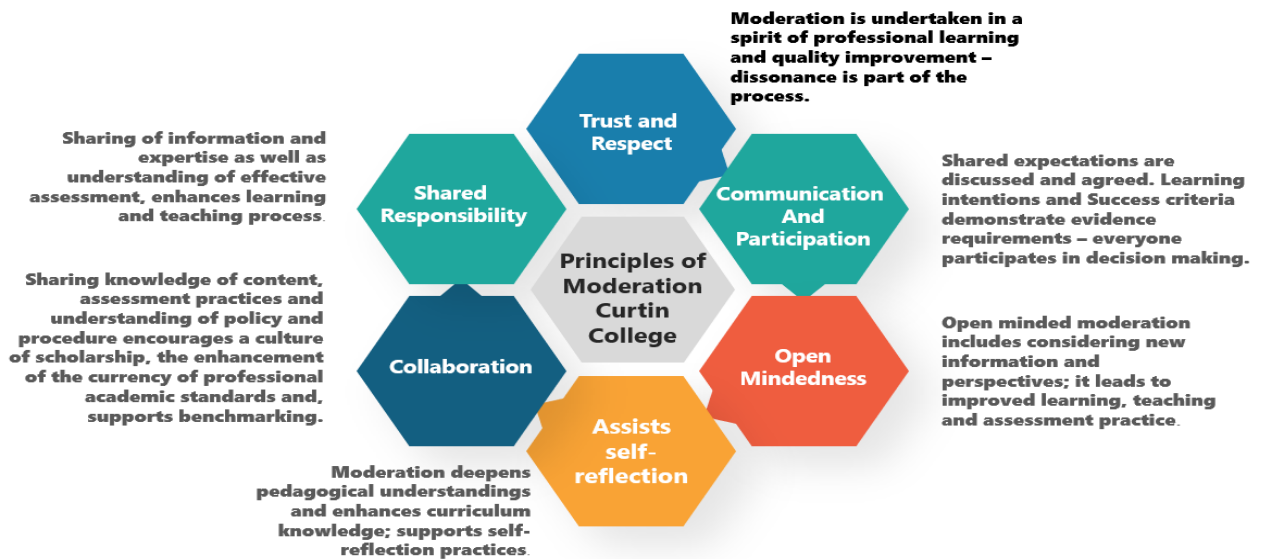 Moderation is undertaken in a
spirit of professional learning
and quality improvement –
dissonance is part of the
process.
Trust and
Respect
Sharing of information and
expertise as well as
understanding of effective
assessment, enhances learning
and teaching process.
Shared
Responsibility
Communication
And
Participation
Shared expectations are
discussed and agreed. Learning
intentions and Success criteria
demonstrate evidence
requirements – everyone
participates in decision making.
Principles of
Moderation
Curtin
College
Sharing knowledge of content,
assessment practices and
understanding of policy and
procedure encourages a culture
of scholarship, the enhancement
of the currency of professional
academic standards and,
supports benchmarking.
Collaboration
Open
Mindedness
Open minded moderation
includes considering new
information and
perspectives; it leads to
improved learning, teaching
and assessment practice.
Assists
self-
reflection
Moderation deepens
pedagogical understandings
and enhances curriculum
knowledge; supports self-
reflection practices.